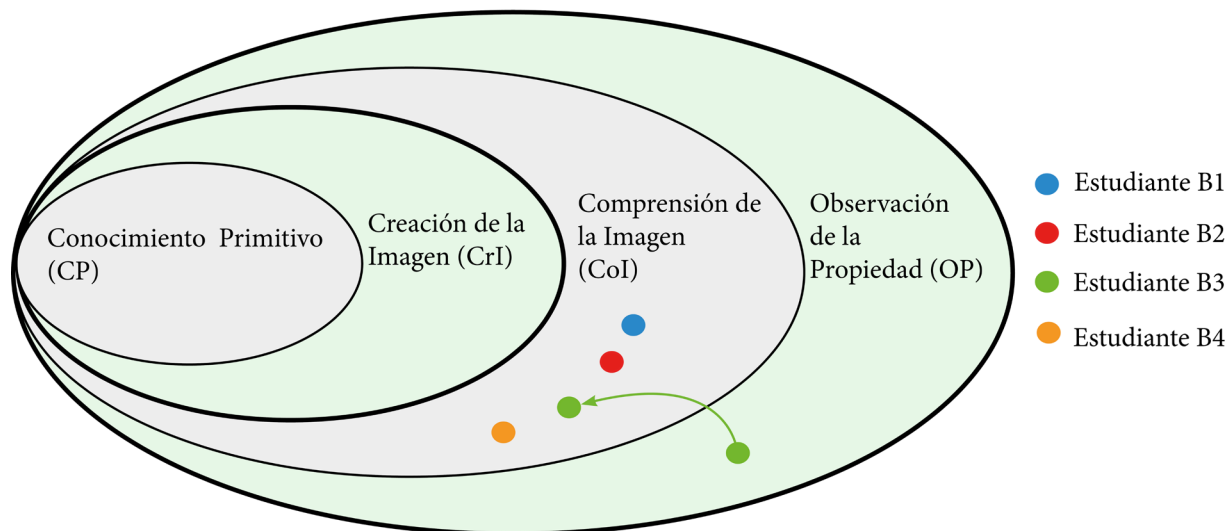 Conocimiento Primitivo
(CP)
Creación de la
Imagen (CrI)
Comprensión de
la Imagen
(CoI)
Observación
de la
Propiedad (OP)
Estudiante B1
Estudiante B2
Estudiante B3
Estudiante B4